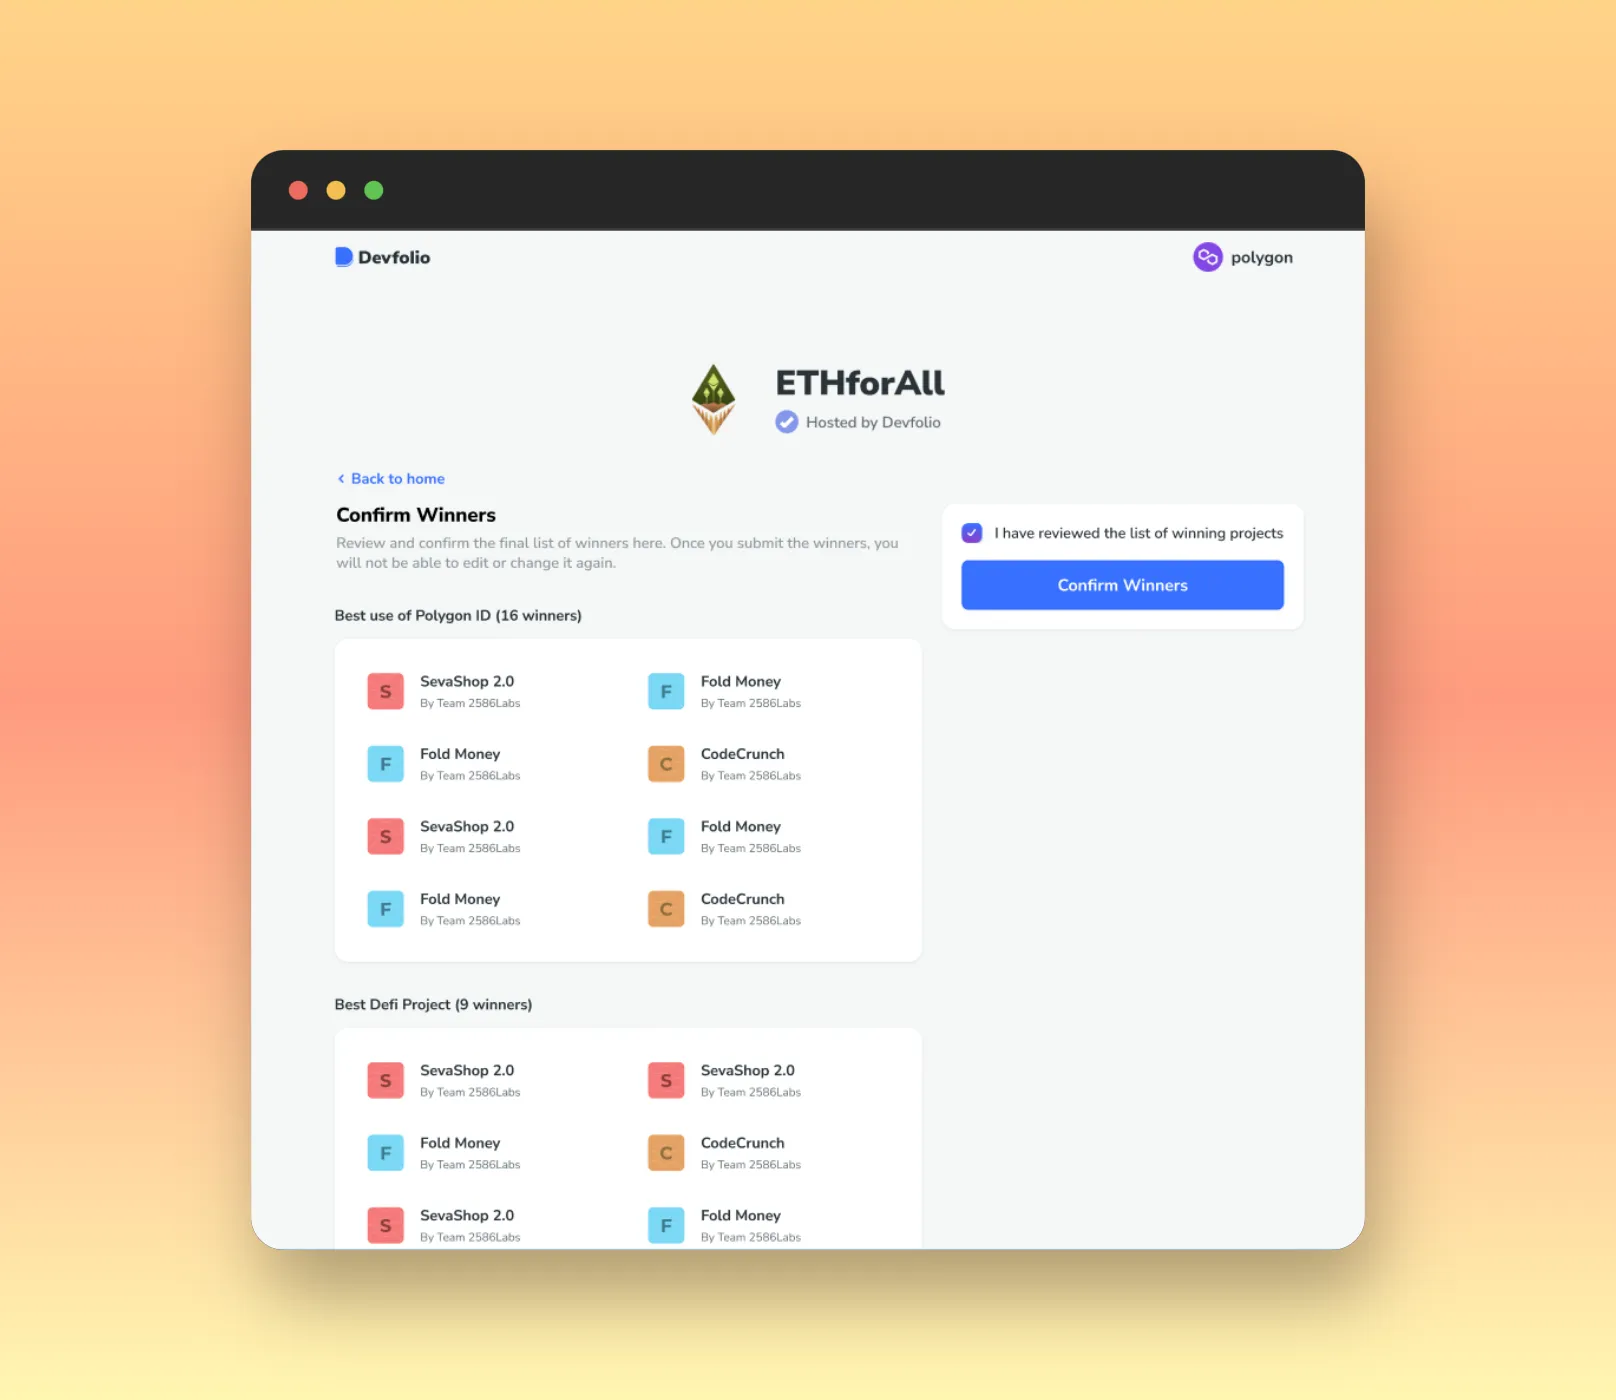 Devfolio
polygon
ETHforAll
Hosted by Devfolio
Back to home
Confirm Winners
Review and confirm the final list of winners here. Once you submit the winners, you
will not be able to edit or change it again.
I have reviewed the list of winning projects
Confirm Winners
Best use of Polygon ID (16 winners)
S
SevaShop 2.0
By Team 2586Labs
F
Fold Money
By Team 2586Labs
F
Fold Money
By Team 2586Labs
C
CodeCrunch
By Team 2586Labs
S
SevaShop 2.0
By Team 2586Labs
F
Fold Money
By Team 2586Labs
F
Fold Money
By Team 2586Labs
C
CodeCrunch
By Team 2586Labs
Best Defi Project (9 winners)
S
SevaShop 2.0
By Team 2586Labs
S
SevaShop 2.0
By Team 2586Labs
F
Fold Money
By Team 2586Labs
C
CodeCrunch
By Team 2586Labs
S
SevaShop 2.0
By Team 2586Labs
F
Fold Money
By Team 2586Labs